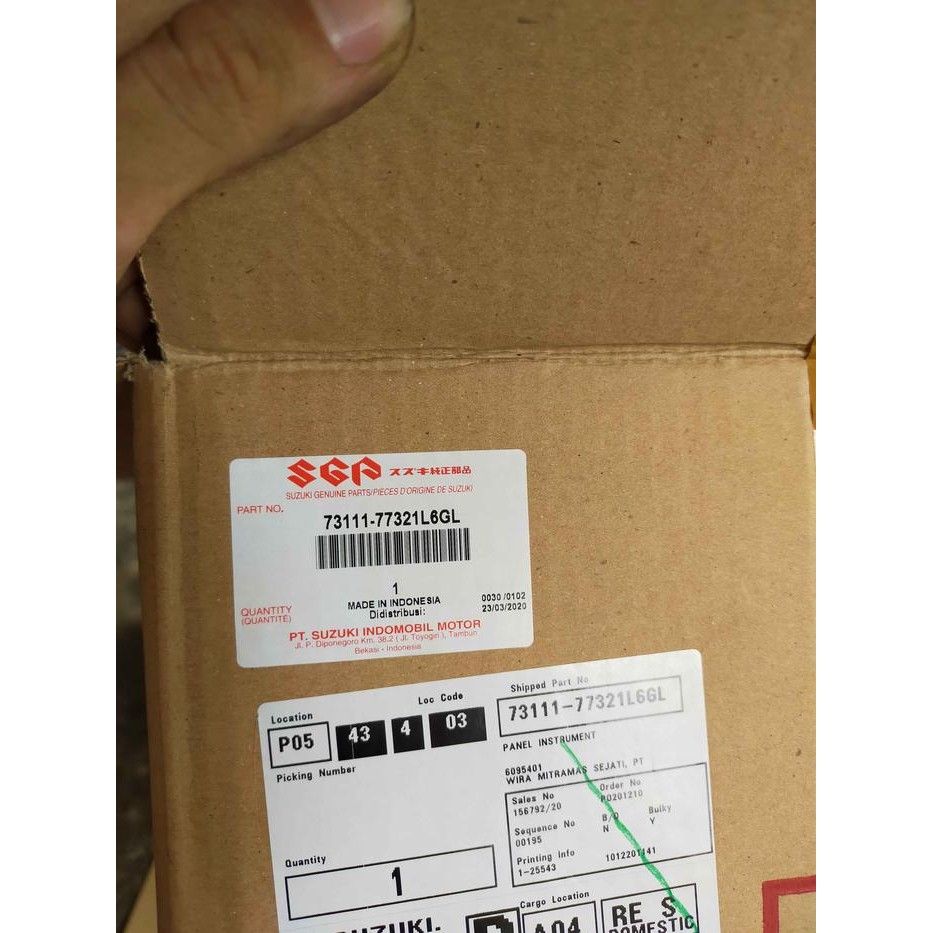 SGP スズキ純正部品
SUZUKI GENUINE PARTS/PIECES D'ORIGINE DE SUZUKI
PART NO.
73111-77321L6GL
1
MADE IN INDONESIA
Didistribusi:
0030 /0102
23/03/2020
QUANTITY
(QUANTITE)
PT. SUZUKI INDOMOBIL MOTOR
Jl. P. Diponegoro Km. 38.2 ( Jl. Toyogiri ), Tambun
Bekasi - Indonesia
Location
Loc Code
P05 43 4 03
Shipped Part No
73111-77321L6GL
PANEL INSTRUMENT
6095401
WIRA MITRAMAS SEJATI, PT
Picking Number
Sales No
156792/20
Order No
PO201210
Sequence No
00195
B/O
N
Bulky
Y
Printing Info
1-25543
1012201141
Quantity
1
Cargo Location
A04
RE S
DOMESTIC
SUZUKI.